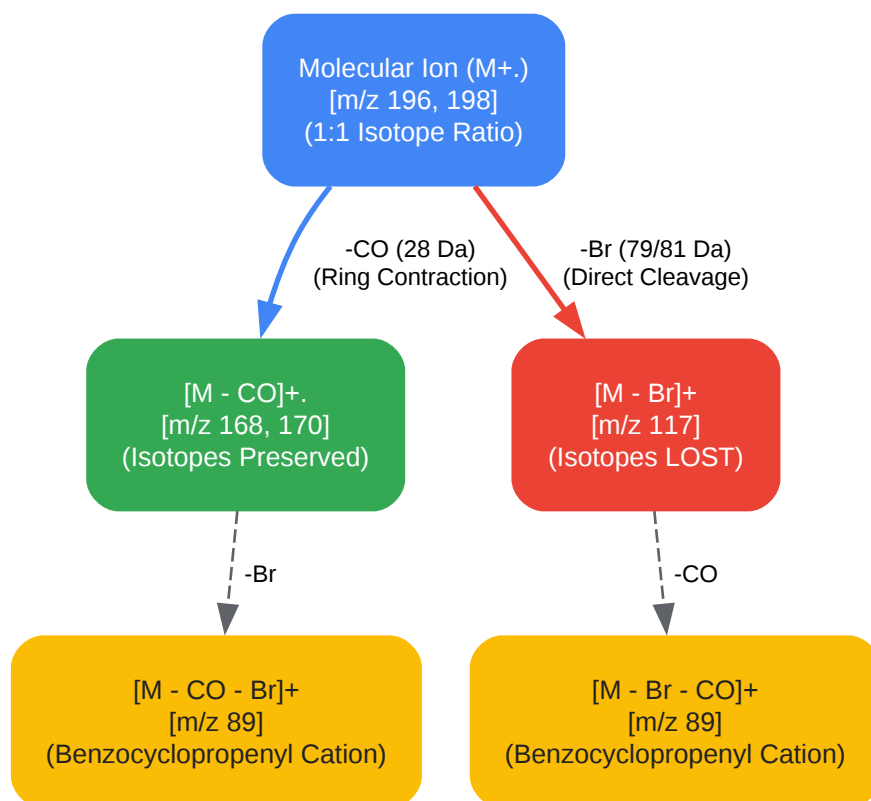 Molecular Ion (M+.)
[m/z 196, 198]
(1:1 Isotope Ratio)
-CO (28 Da)
(Ring Contraction)
-Br (79/81 Da)
(Direct Cleavage)
[M - CO]+.
[m/z 168, 170]
(Isotopes Preserved)
[M - Br]+
[m/z 117]
(Isotopes LOST)
-Br
-CO
[M - CO - Br]+
[m/z 89]
(Benzocyclopropenyl Cation)
[M - Br - CO]+
[m/z 89]
(Benzocyclopropenyl Cation)